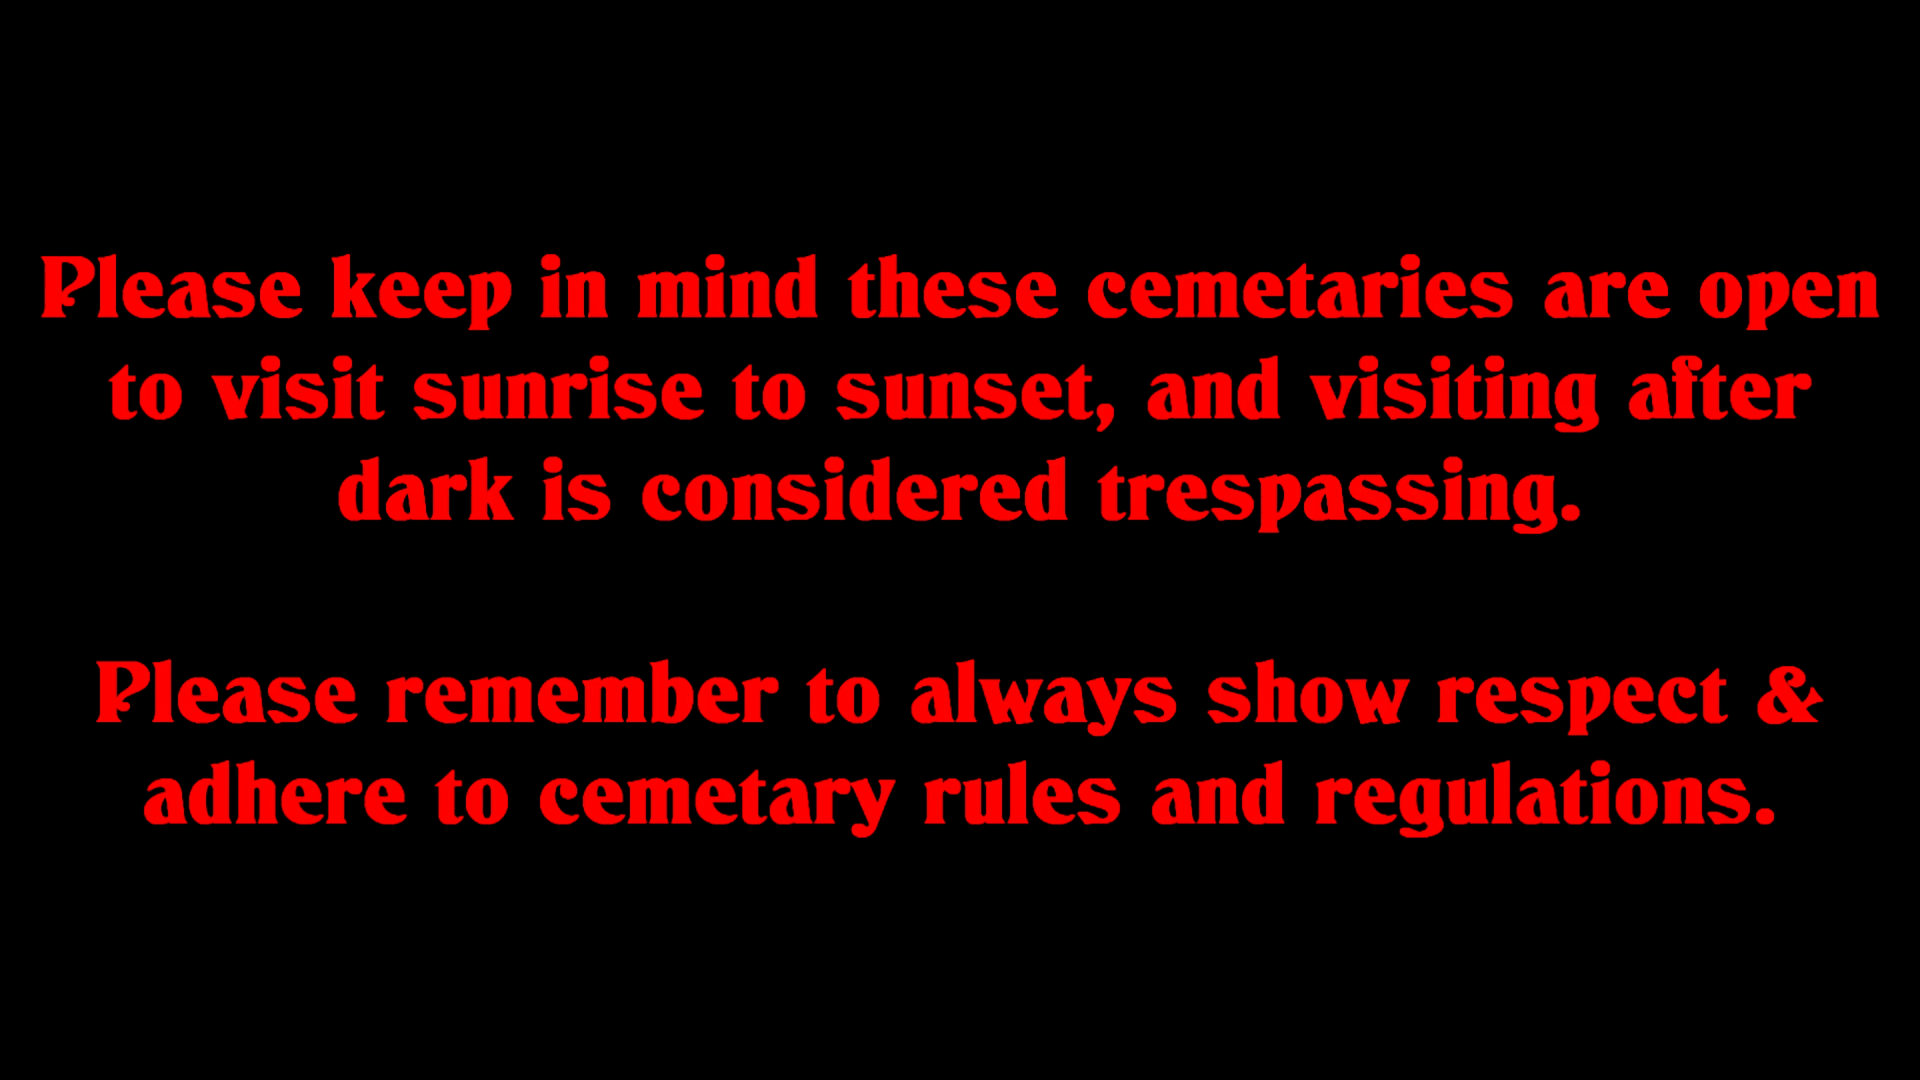 Please keep in mind these cemetaries are open
to visit sunrise to sunset, and visiting after
dark is considered trespassing.
Please remember to always show respect &
adhere to cemetary rules and regulations.